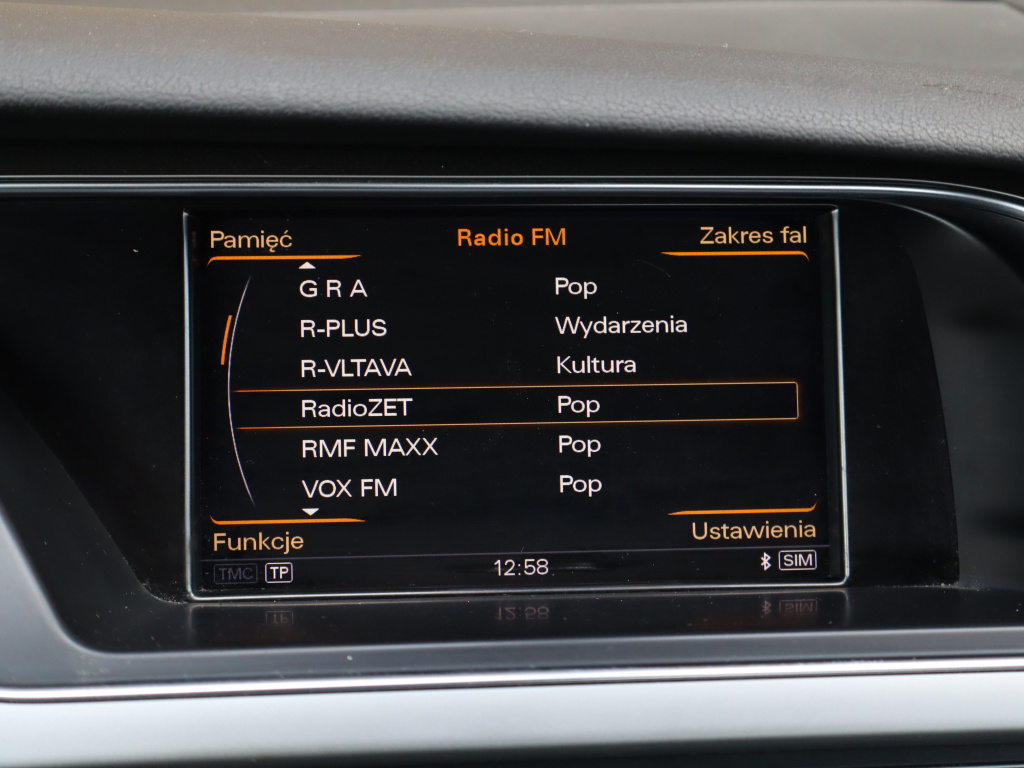 Pamięć Radio FM Zakres fal
G R A Pop
R-PLUS Wydarzenia
R-VLTAVA Kultura
RadioZET Pop
RMF MAXX Pop
VOX FM Pop
Funkcje Ustawienia
TMC TP 12:58 SIM